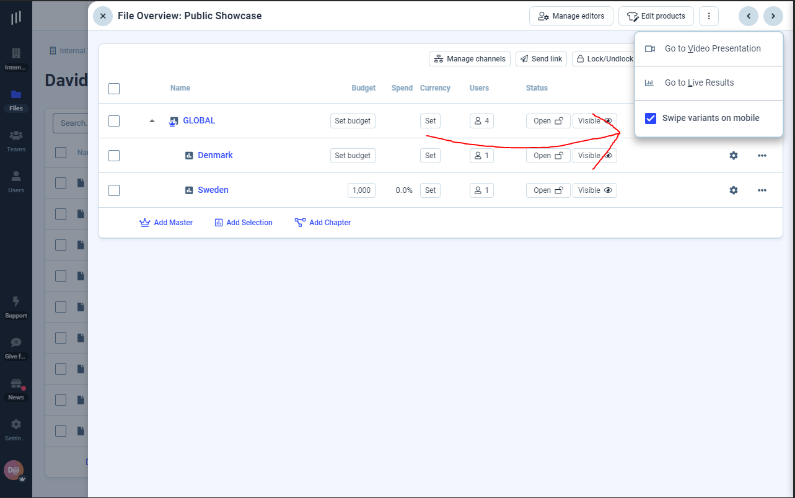 File Overview: Public Showcase
Manage editors
Edit products
Go to Video Presentation
Go to Live Results
Swipe variants on mobile
Manage channels
Send link
Lock/Unlock
Name Budget Spend Currency Users Status
GLOBAL Set budget Set 4 Open Visible
Denmark Set budget Set 1 Open Visible
Sweden 1,000 0.0% Set 1 Open Visible
Add Master
Add Selection
Add Chapter
Intern...
Files
Teams
Users
Support
Give f...
News
Internal
David
Search..